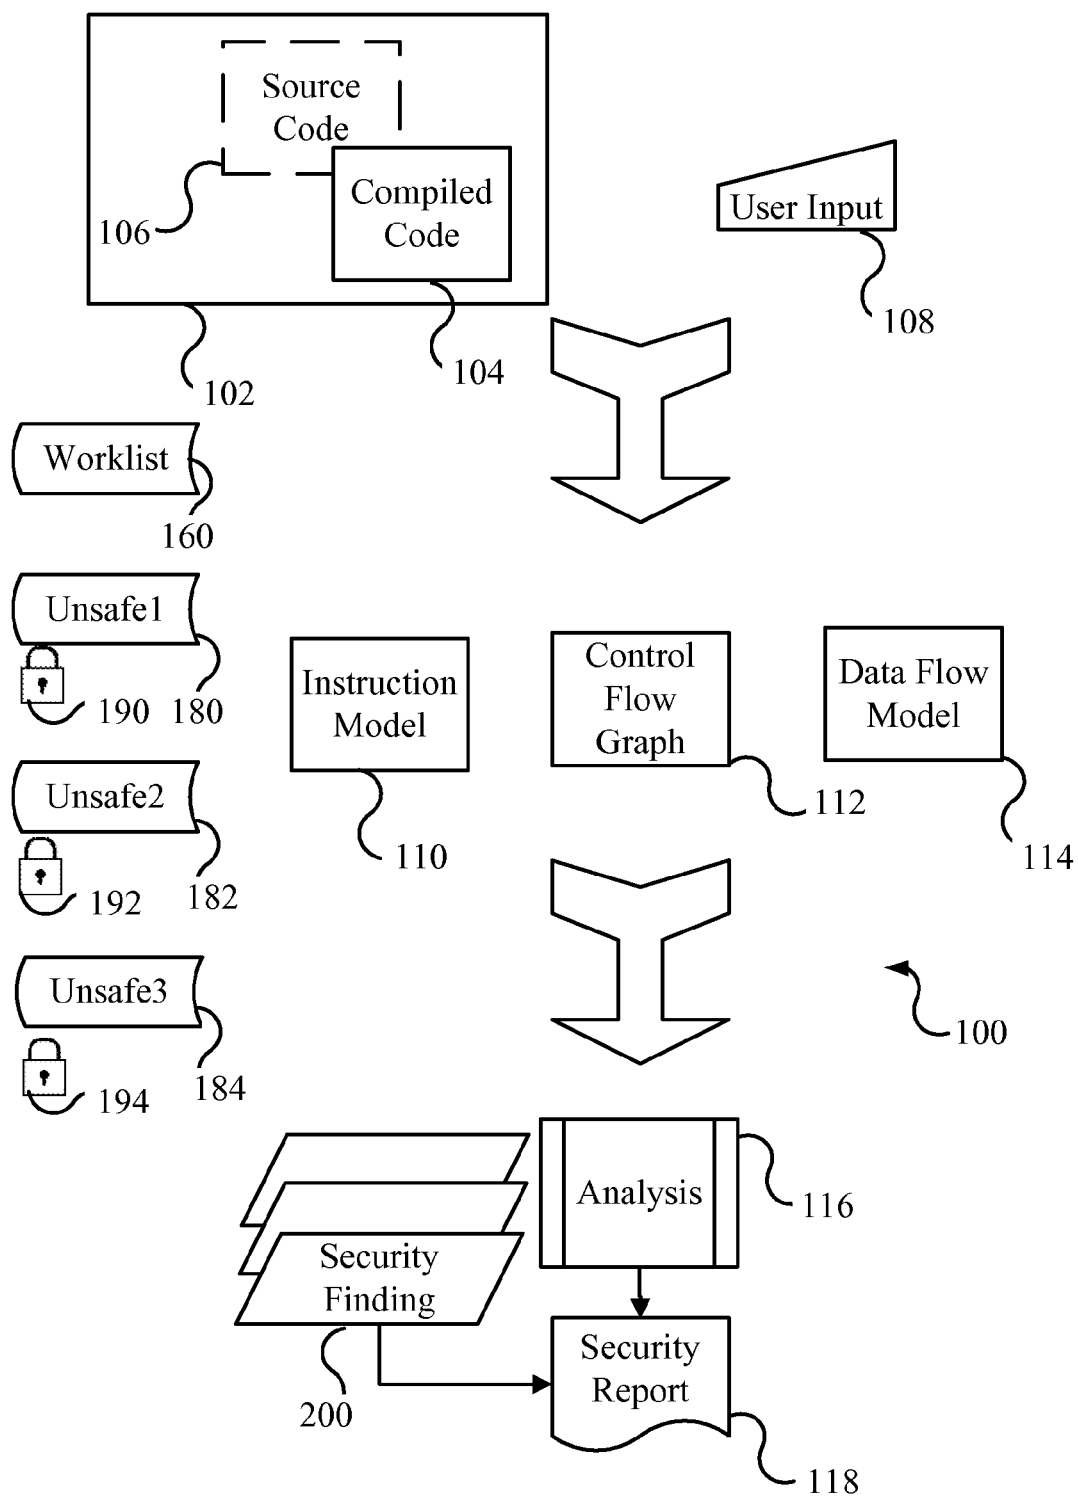 Source
Code
Compiled
Code
106
User Input
108
104
102
Worklist
160
Unsafe1
190
180
Instruction
Model
110
Control
Flow
Graph
112
Data Flow
Model
114
Unsafe2
192
182
Unsafe3
194
184
100
Analysis
116
Security
Finding
200
Security
Report
118